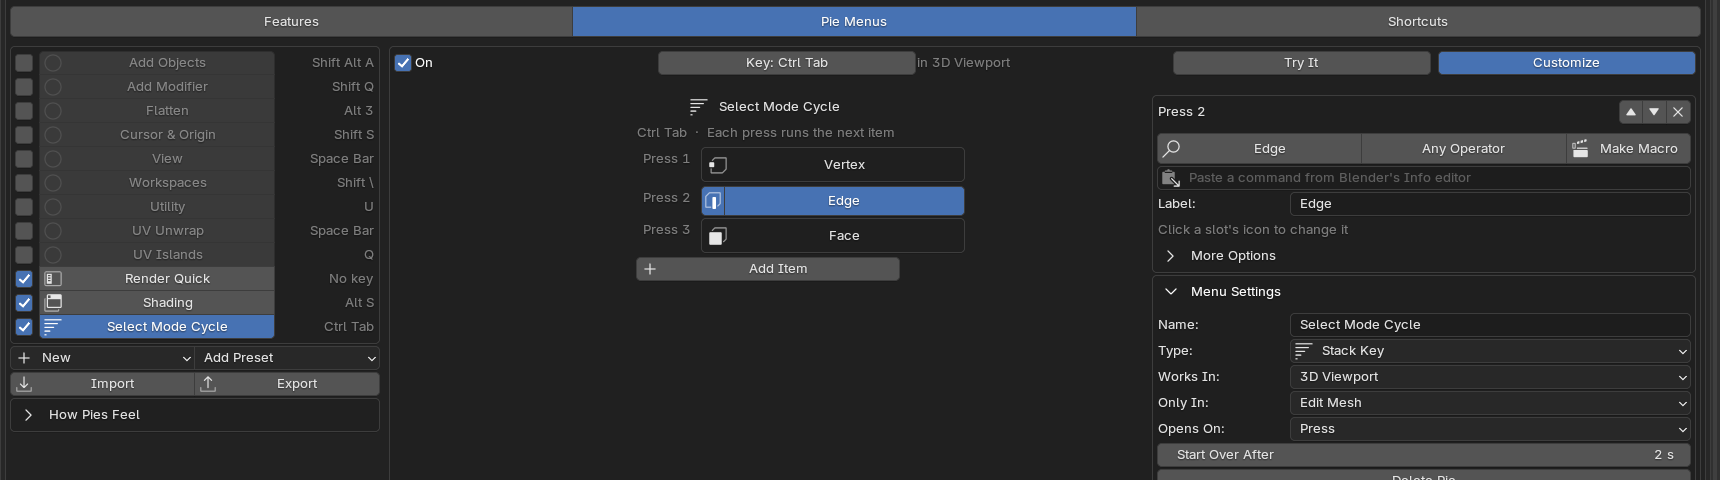 Features
Pie Menus
Shortcuts
Add Objects Shift Alt A
Add Modifier Shift Q
Flatten Alt 3
Cursor & Origin Shift S
View Space Bar
Workspaces Shift \
Utility U
UV Unwrap Space Bar
UV Islands Q
Render Quick No key
Shading Alt S
Select Mode Cycle Ctrl Tab
New
Add Preset
Import
Export
How Pies Feel
On
Key: Ctrl Tab in 3D Viewport
Try It
Customize
Select Mode Cycle
Ctrl Tab · Each press runs the next item
Press 1 Vertex
Press 2 Edge
Press 3 Face
Add Item
Press 2
Edge
Any Operator
Make Macro
Paste a command from Blender's Info editor
Label: Edge
Click a slot's icon to change it
More Options
Menu Settings
Name: Select Mode Cycle
Type: Stack Key
Works In: 3D Viewport
Only In: Edit Mesh
Opens On: Press
Start Over After 2 s
Delete Pie